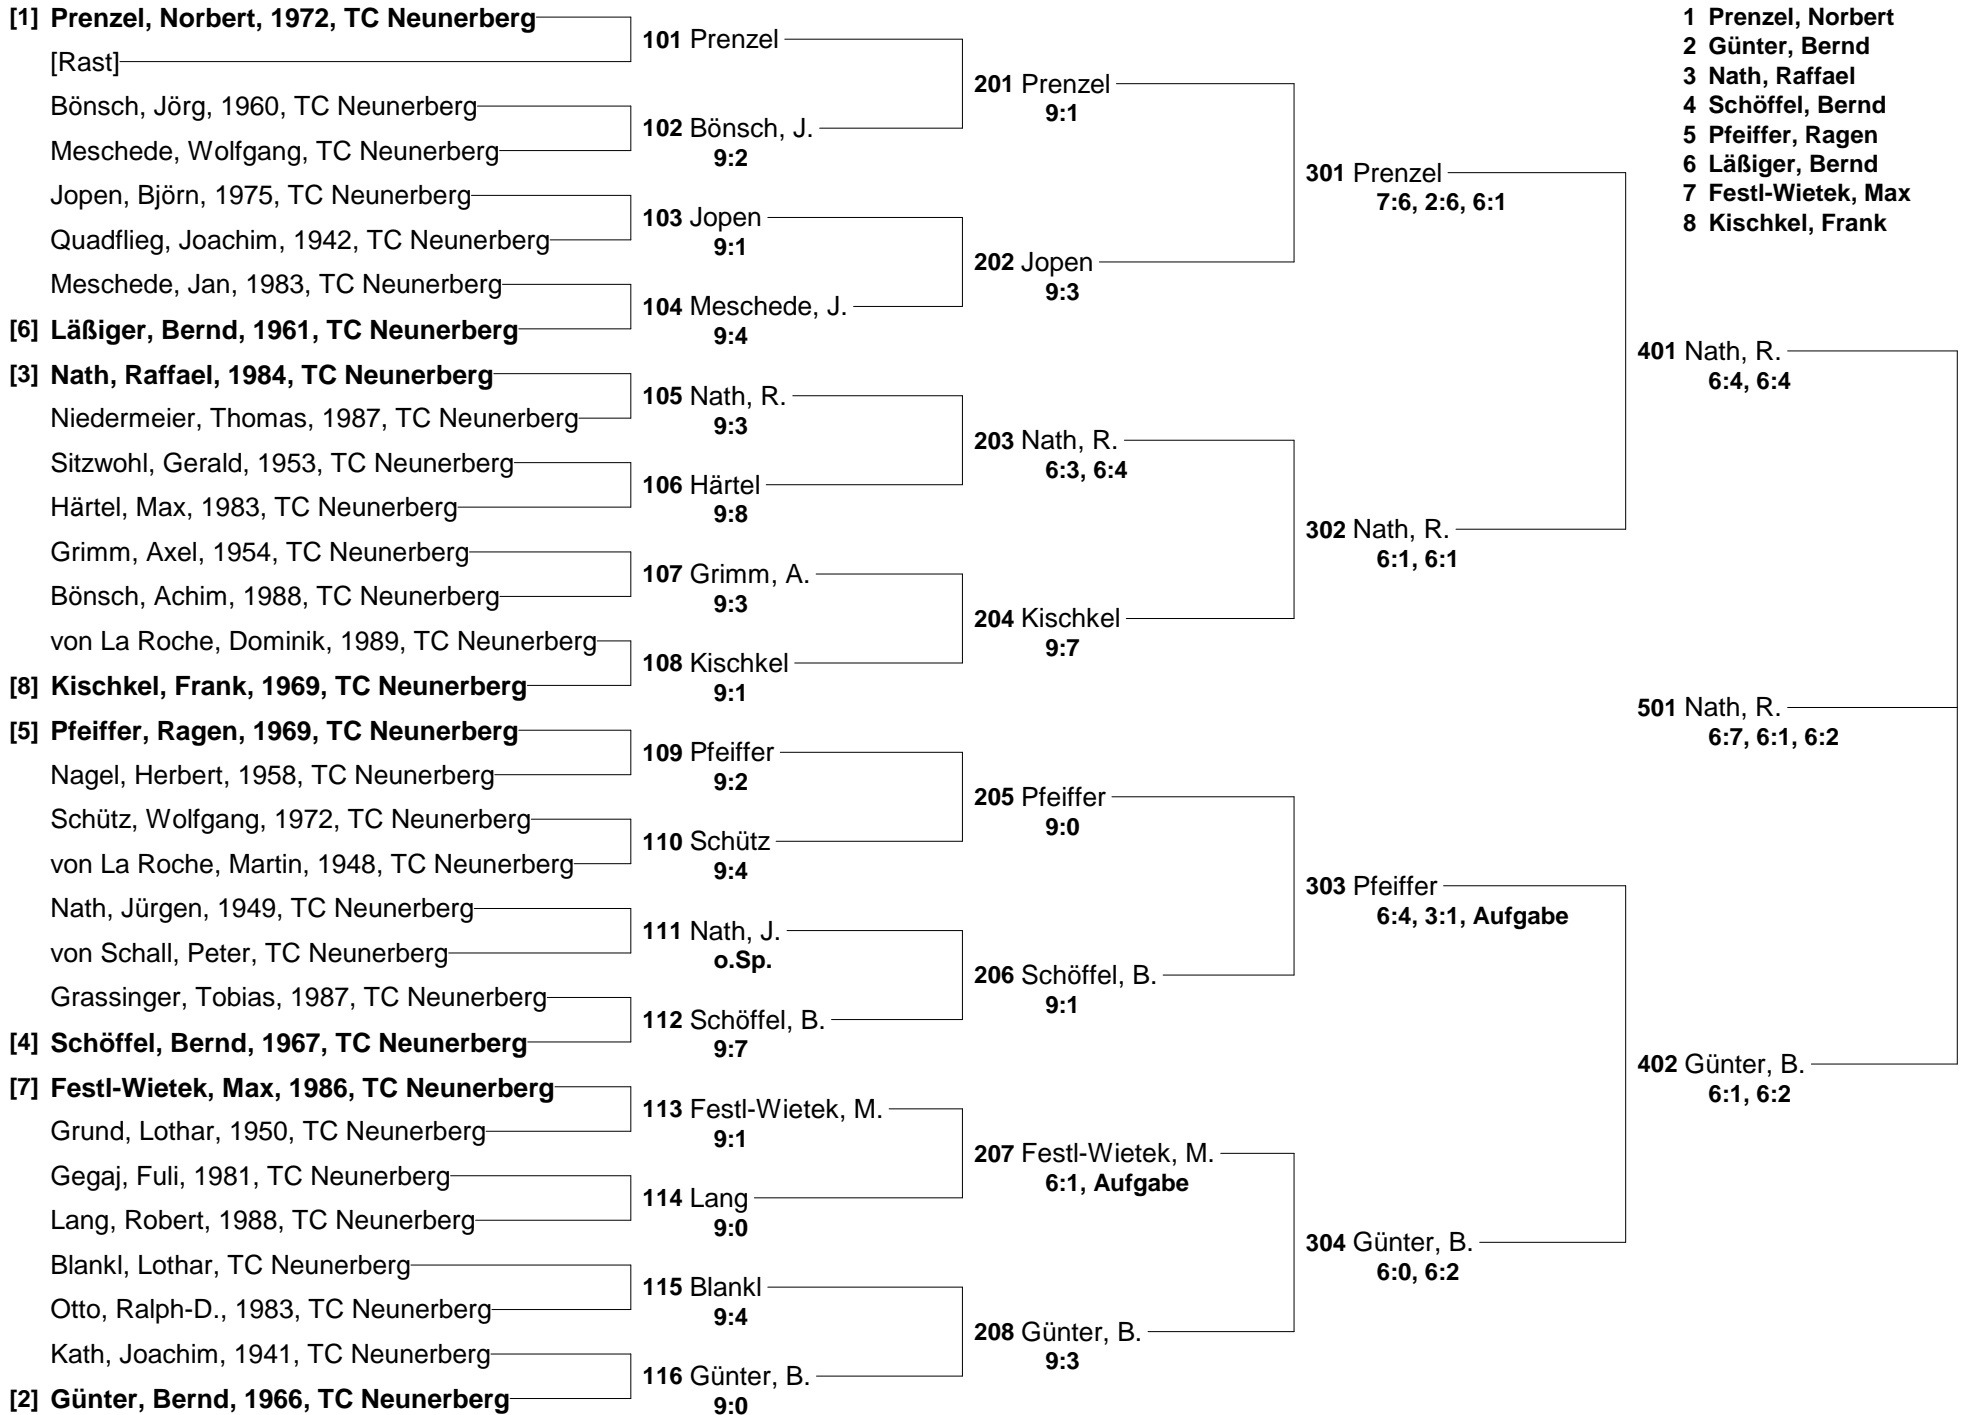 [1] Prenzel, Norbert, 1972, TC Neunerberg
[Rast]
Bönsch, Jörg, 1960, TC Neunerberg
Meschede, Wolfgang, TC Neunerberg
Jopen, Björn, 1975, TC Neunerberg
Quadflieg, Joachim, 1942, TC Neunerberg
Meschede, Jan, 1983, TC Neunerberg
[6] Läßiger, Bernd, 1961, TC Neunerberg
[3] Nath, Raffael, 1984, TC Neunerberg
Niedermeier, Thomas, 1987, TC Neunerberg
Sitzwohl, Gerald, 1953, TC Neunerberg
Härtel, Max, 1983, TC Neunerberg
Grimm, Axel, 1954, TC Neunerberg
Bönsch, Achim, 1988, TC Neunerberg
von La Roche, Dominik, 1989, TC Neunerberg
[8] Kischkel, Frank, 1969, TC Neunerberg
[5] Pfeiffer, Ragen, 1969, TC Neunerberg
Nagel, Herbert, 1958, TC Neunerberg
Schütz, Wolfgang, 1972, TC Neunerberg
von La Roche, Martin, 1948, TC Neunerberg
Nath, Jürgen, 1949, TC Neunerberg
von Schall, Peter, TC Neunerberg
Grassinger, Tobias, 1987, TC Neunerberg
[4] Schöffel, Bernd, 1967, TC Neunerberg
[7] Festl-Wietek, Max, 1986, TC Neunerberg
Grund, Lothar, 1950, TC Neunerberg
Gegaj, Fuli, 1981, TC Neunerberg
Lang, Robert, 1988, TC Neunerberg
Blankl, Lothar, TC Neunerberg
Otto, Ralph-D., 1983, TC Neunerberg
Kath, Joachim, 1941, TC Neunerberg
[2] Günter, Bernd, 1966, TC Neunerberg
101 Prenzel
102 Bönsch, J.
9:2
103 Jopen
9:1
104 Meschede, J.
9:4
105 Nath, R.
9:3
106 Härtel
9:8
107 Grimm, A.
9:3
108 Kischkel
9:1
109 Pfeiffer
9:2
110 Schütz
9:4
111 Nath, J.
o.Sp.
112 Schöffel, B.
9:7
113 Festl-Wietek, M.
9:1
114 Lang
9:0
115 Blankl
9:4
116 Günter, B.
9:0
201 Prenzel
9:1
202 Jopen
9:3
203 Nath, R.
6:3, 6:4
204 Kischkel
9:7
205 Pfeiffer
9:0
206 Schöffel, B.
9:1
207 Festl-Wietek, M.
6:1, Aufgabe
208 Günter, B.
9:3
301 Prenzel
7:6, 2:6, 6:1
302 Nath, R.
6:1, 6:1
303 Pfeiffer
6:4, 3:1, Aufgabe
304 Günter, B.
6:0, 6:2
401 Nath, R.
6:4, 6:4
501 Nath, R.
6:7, 6:1, 6:2
402 Günter, B.
6:1, 6:2
1 Prenzel, Norbert
2 Günter, Bernd
3 Nath, Raffael
4 Schöffel, Bernd
5 Pfeiffer, Ragen
6 Läßiger, Bernd
7 Festl-Wietek, Max
8 Kischkel, Frank